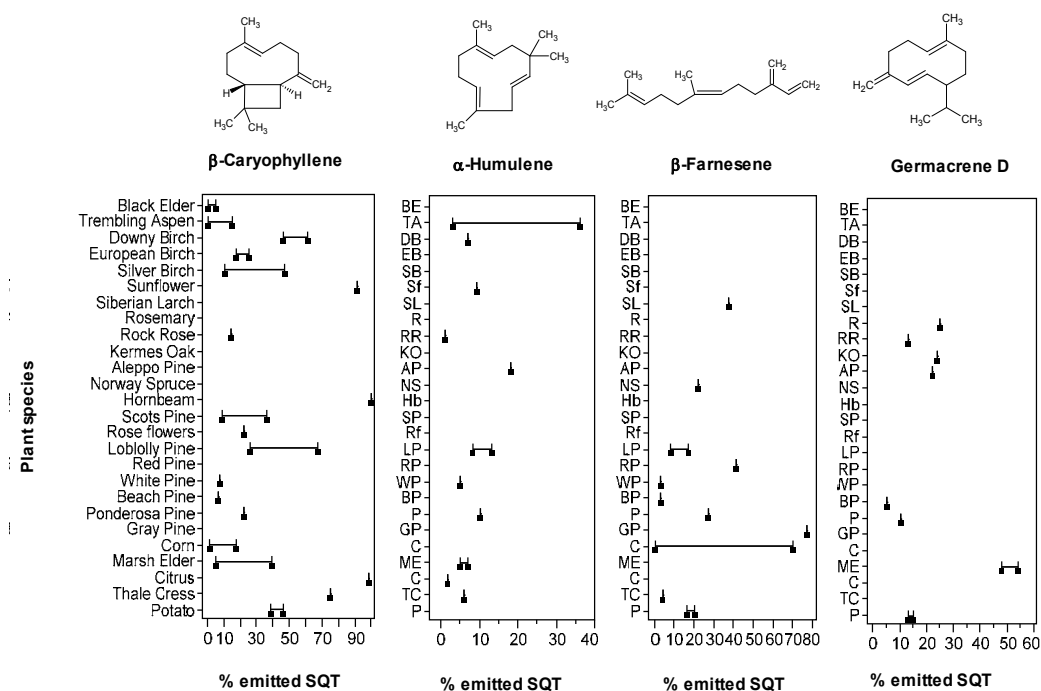 CH₃
CH₂
H
H
H₃C
CH₃
β-Caryophyllene
CH₃
CH₃
CH₃
H₃C
α-Humulene
CH₃
H₃C
CH₃
CH₂
CH₂
β-Farnesene
CH₃
H₂C
H₃C
CH₃
Germacrene D
Plant species
Black Elder
Trembling Aspen
Downy Birch
European Birch
Silver Birch
Sunflower
Siberian Larch
Rosemary
Rock Rose
Kermes Oak
Aleppo Pine
Norway Spruce
Hornbeam
Scots Pine
Rose flowers
Loblolly Pine
Red Pine
White Pine
Beach Pine
Ponderosa Pine
Gray Pine
Corn
Marsh Elder
Citrus
Thale Cress
Potato
0 10 30 50 70 90
% emitted SQT
BE
TA
DB
EB
SB
Sf
SL
R
RR
KO
AP
NS
Hb
SP
Rf
LP
RP
WP
BP
P
GP
C
ME
C
TC
P
0 10 20 30 40
% emitted SQT
BE
TA
DB
EB
SB
Sf
SL
R
RR
KO
AP
NS
Hb
SP
Rf
LP
RP
WP
BP
P
GP
C
ME
C
TC
P
0 10 20 30 40 50 60 70 80
% emitted SQT
BE
TA
DB
EB
SB
Sf
SL
R
RR
KO
AP
Hb
SP
Rf
LP
RP
WP
BP
P
GP
C
ME
C
TC
P
0 10 20 30 40 50 60
% emitted SQT